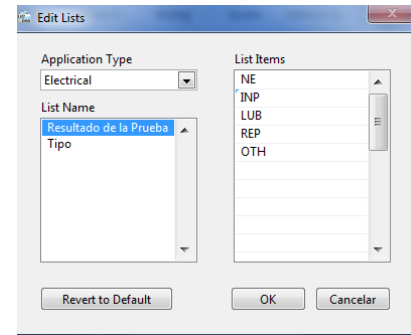 Edit Lists
Application Type
Electrical
List Name
Resultado de la Prueba
Tipo
List Items
NE
INP
LUB
REP
OTH
Revert to Default
OK
Cancelar